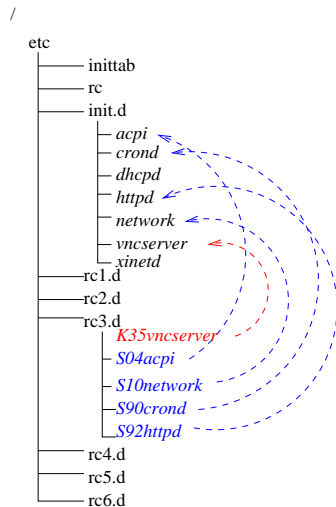 /
etc
inittab
rc
init.d
acpi
crond
dhcpd
httpd
network
vncserver
xinetd
rc1.d
rc2.d
rc3.d
K35vncserver
S04acpi
S10network
S90crond
S92httpd
rc4.d
rc5.d
rc6.d